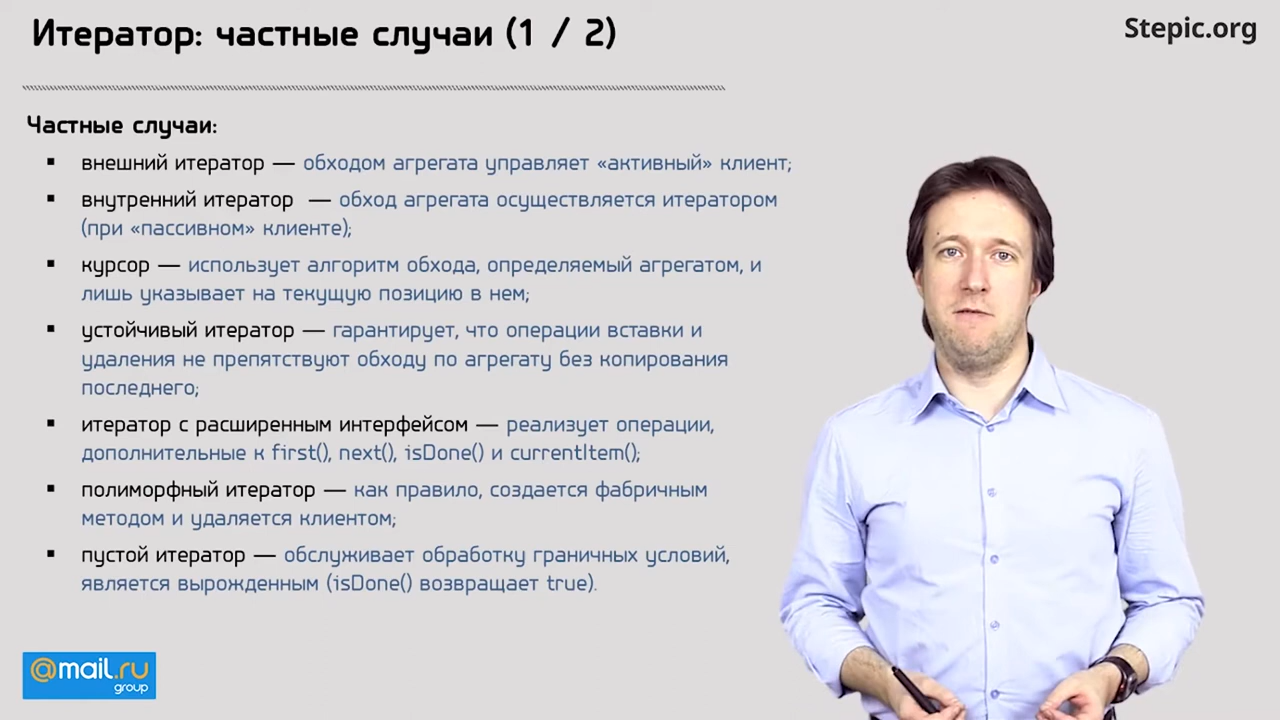 Итератор: частные случаи (1 / 2)
Stepic.org
Частные случаи:
▪ внешний итератор — обходом агрегата управляет «активный» клиент;
▪ внутренний итератор — обход агрегата осуществляется итератором
(при «пассивном» клиенте);
▪ курсор — использует алгоритм обхода, определяемый агрегатом, и
лишь указывает на текущую позицию в нем;
▪ устойчивый итератор — гарантирует, что операции вставки и
удаления не препятствуют обходу по агрегату без копирования
последнего;
▪ итератор с расширенным интерфейсом — реализует операции,
дополнительные к first(), next(), isDone() и currentItem();
▪ полиморфный итератор — как правило, создается фабричным
методом и удаляется клиентом;
▪ пустой итератор — обслуживает обработку граничных условий,
является вырожденным (isDone() возвращает true).
@mail.ru
group